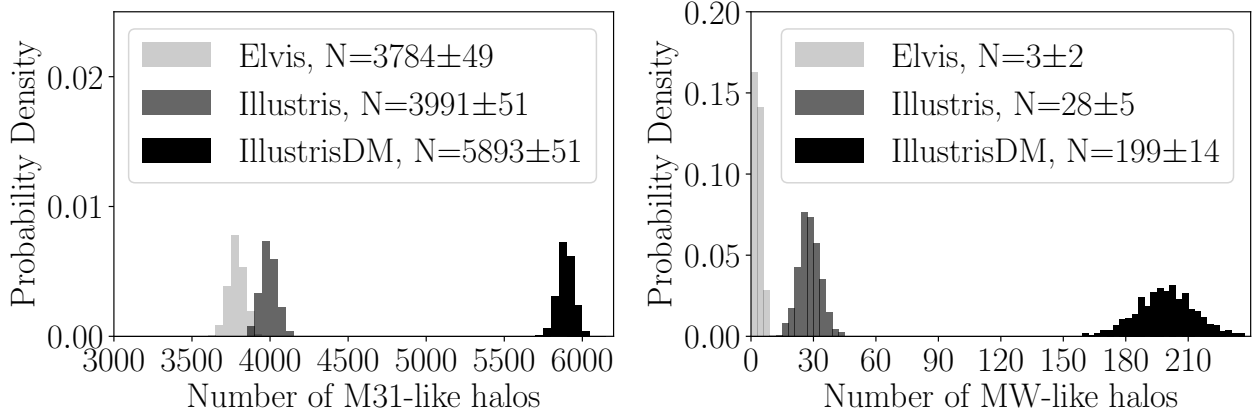 Probability Density
0.02
0.01
0.00
Elvis, N=3784±49
Illustris, N=3991±51
IllustrisDM, N=5893±51
3000 3500 4000 4500 5000 5500 6000
Number of M31-like halos
Probability Density
0.20
0.15
0.10
0.05
0.00
Elvis, N=3±2
Illustris, N=28±5
IllustrisDM, N=199±14
0 30 60 90 120 150 180 210
Number of MW-like halos